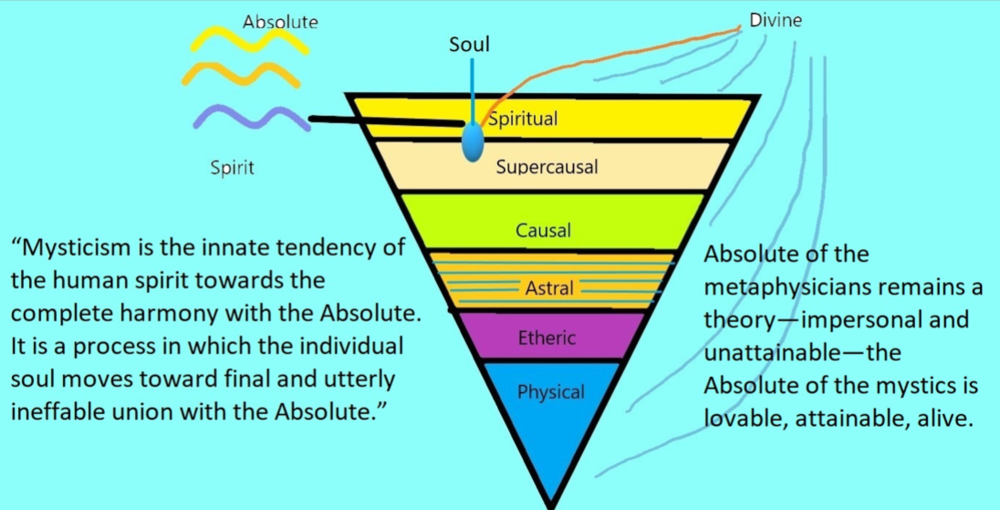 Absolute
Divine
Soul
Spiritual
Spirit
Supercausal
Causal
Astral
Etheric
Physical
“Mysticism is the innate tendency of
the human spirit towards the
complete harmony with the Absolute.
It is a process in which the individual
soul moves toward final and utterly
ineffable union with the Absolute.”
Absolute of the
metaphysicians remains a
theory—impersonal and
unattainable—the
Absolute of the mystics is
lovable, attainable, alive.